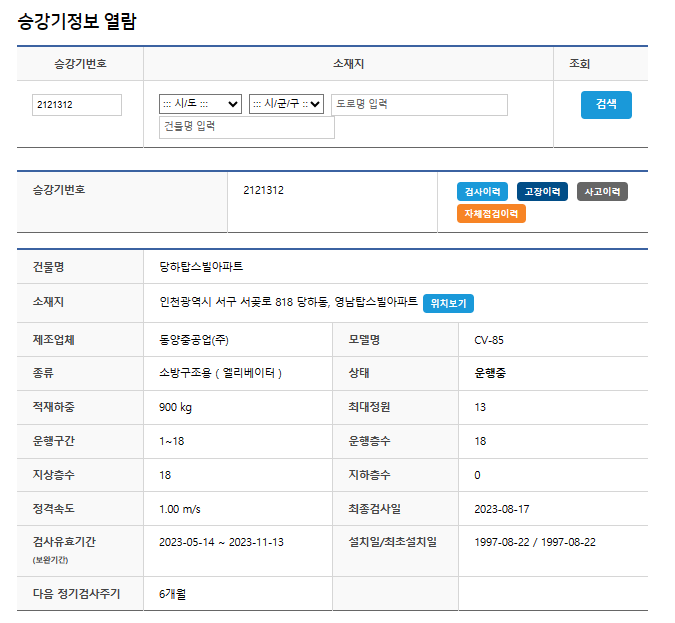 승강기정보 열람
승강기번호 소재지 조회
2121312 ::: 시/도 ::: ::: 시/군/구 :: 도로명 입력 검색
건물명 입력
승강기번호 2121312 검사이력 고장이력 사고이력
자체점검이력
건물명 당하탑스빌아파트
소재지 인천광역시 서구 서곶로 818 당하동, 영남탑스빌아파트 위치보기
제조업체 동양중공업(주) 모델명 CV-85
종류 소방구조용 ( 엘리베이터 ) 상태 운행중
적재하중 900 kg 최대정원 13
운행구간 1~18 운행층수 18
지상층수 18 지하층수 0
정격속도 1.00 m/s 최종검사일 2023-08-17
검사유효기간 2023-05-14 ~ 2023-11-13 설치일/최초설치일 1997-08-22 / 1997-08-22
(보완기간)
다음 정기검사주기 6개월